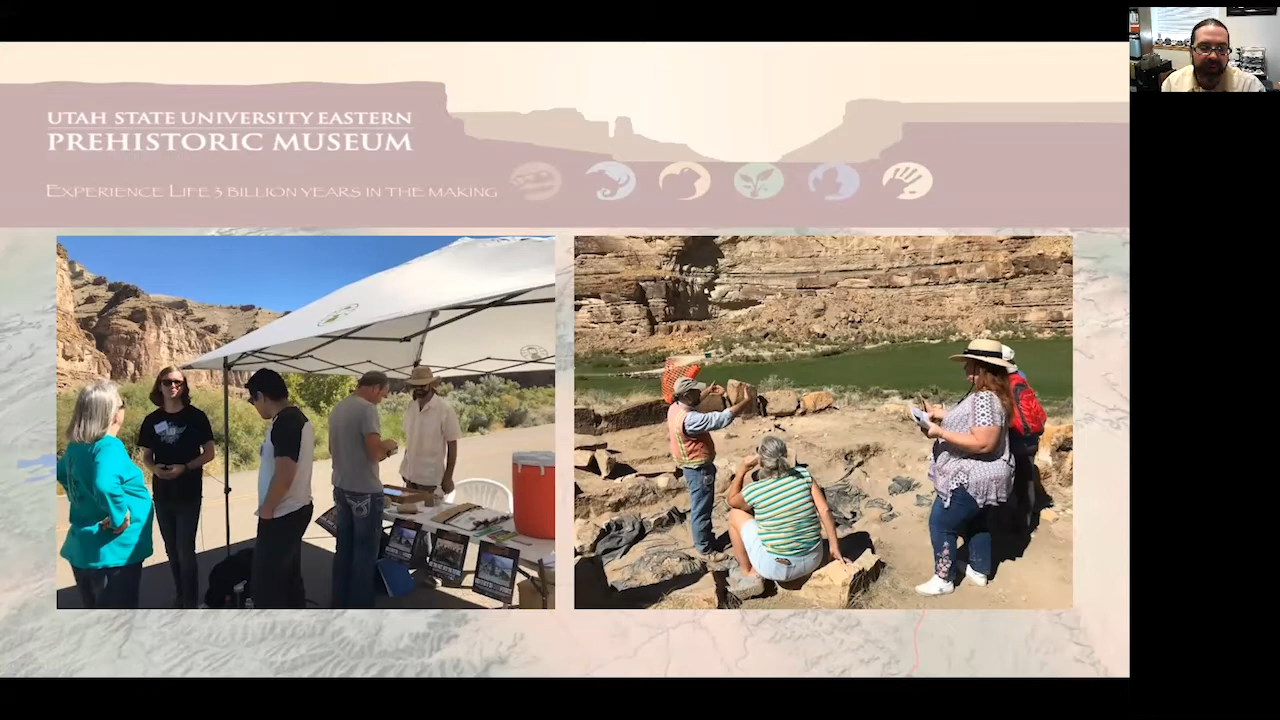 UTAH STATE UNIVERSITY EASTERN
PREHISTORIC MUSEUM
EXPERIENCE LIFE 3 BILLION YEARS IN THE MAKING